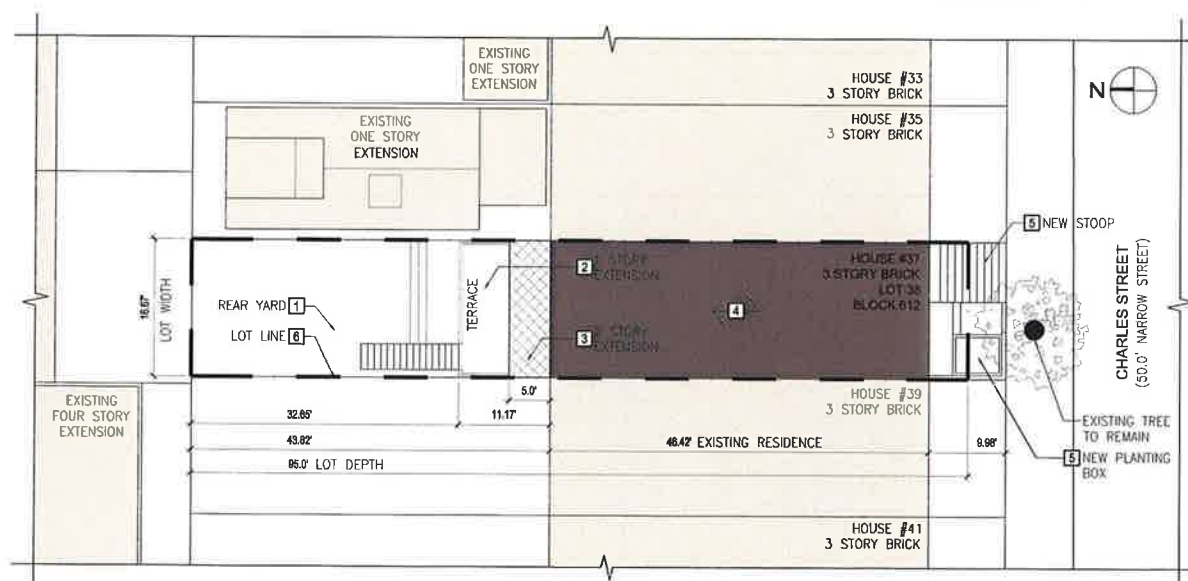 EXISTING
ONE STORY
EXTENSION
HOUSE #33
3 STORY BRICK
N
HOUSE #35
3 STORY BRICK
EXISTING
ONE STORY
EXTENSION
5 NEW STOOP
HOUSE #37
3 STORY BRICK
LOT 38
BLOCK 612
2 STORY
EXTENSION
TERRACE
REAR YARD 1
4
LOT LINE 6
3
STORY
EXTENSION
16.67'
LOT WIDTH
CHARLES STREET
(50.0' NARROW STREET)
EXISTING
FOUR STORY
EXTENSION
5.0'
HOUSE #39
3 STORY BRICK
32.65'
11.17'
43.82'
46.42' EXISTING RESIDENCE
9.98'
95.0' LOT DEPTH
EXISTING TREE
TO REMAIN
5 NEW PLANTING
BOX
HOUSE #41
3 STORY BRICK